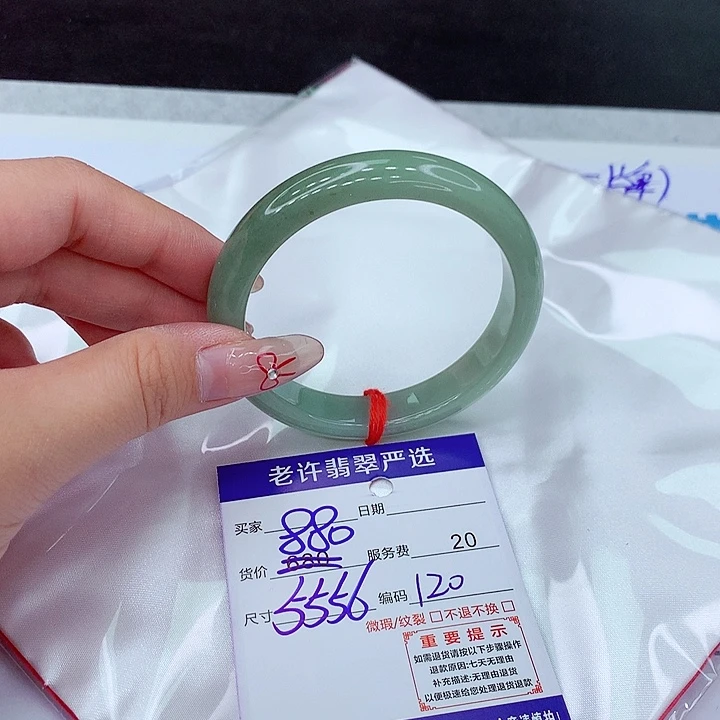 牌)
老许翡翠严选
买家 880 日期
货价 服务费 20
尺寸 5556 编码 120
微瑕/纹裂 □不退不换 □
重要提示
如需退货请按以下步骤操作
退款原因:七天无理由
补充描述:无理由退货
以便极速给您处理退货退款